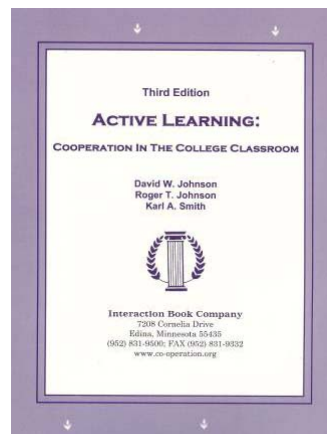 Third Edition
ACTIVE LEARNING:
COOPERATION IN THE COLLEGE CLASSROOM
David W. Johnson
Roger T. Johnson
Karl A. Smith
Interaction Book Company
7208 Cornelia Drive
Edina, Minnesota 55435
(952) 831-9500; FAX (952) 831-9332
www.co-operation.org